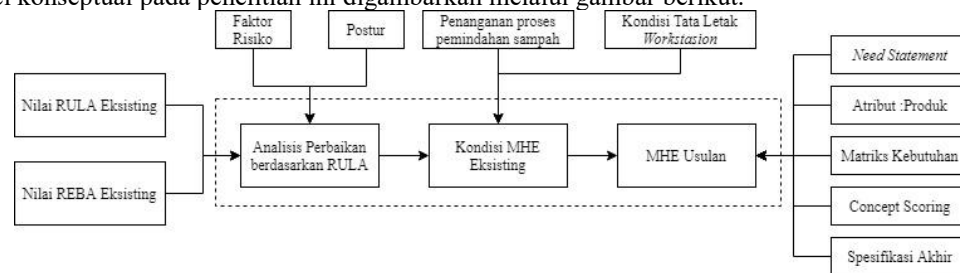 konseptual pada penelitian ini digambarkan melalui gambar berikut.
Faktor
Risiko
Postur
Penanganan proses
pemindahan sampah
Kondisi Tata Letak
Workstasion
Need Statement
Nilai RULA Eksisting
Atribut :Produk
Analisis Perbaikan
berdasarkan RULA
Kondisi MHE
Eksisting
MHE Usulan
Matriks Kebutuhan
Nilai REBA Eksisting
Concept Scoring
Spesifikasi Akhir